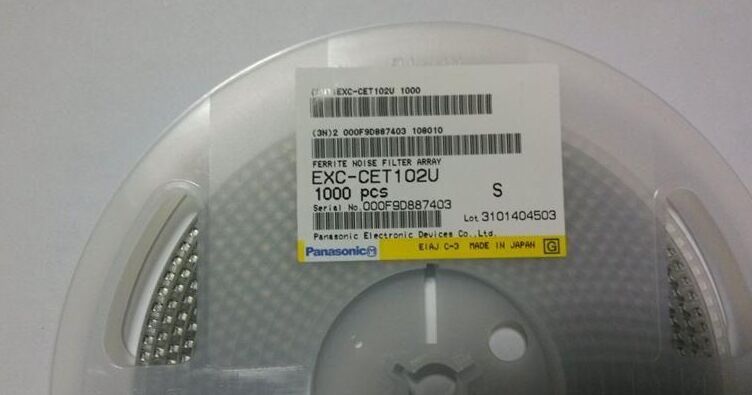 EXC-CET102U 1000
(3N)2 000F9D887403 108010
FERRITE NOISE FILTER ARRAY
EXC-CET102U
1000 pcs
S
Serial No. 000F9D887403
Lot 3101404503
Panasonic Electronic Devices Co.,Ltd.
Panasonic EIAJ C-3 MADE IN JAPAN G